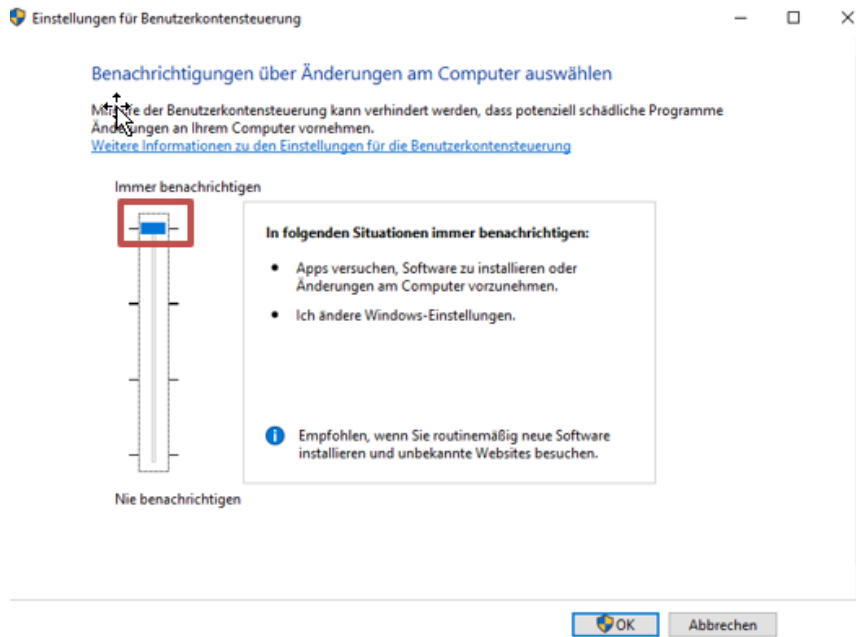 Einstellungen für Benutzerkontensteuerung
Benachrichtigungen über Änderungen am Computer auswählen
der Benutzerkontensteuerung kann verhindert werden, dass potenziell schädliche Programme
an Ihrem Computer vornehmen.
Weitere Informationen zu den Einstellungen für die Benutzerkontensteuerung
Immer benachrichtigen
In folgenden Situationen immer benachrichtigen:
• Apps versuchen, Software zu installieren oder
Änderungen am Computer vorzunehmen.
• Ich ändere Windows-Einstellungen.
Empfohlen, wenn Sie routinemäßig neue Software
installieren und unbekannte Websites besuchen.
Nie benachrichtigen
OK
Abbrechen